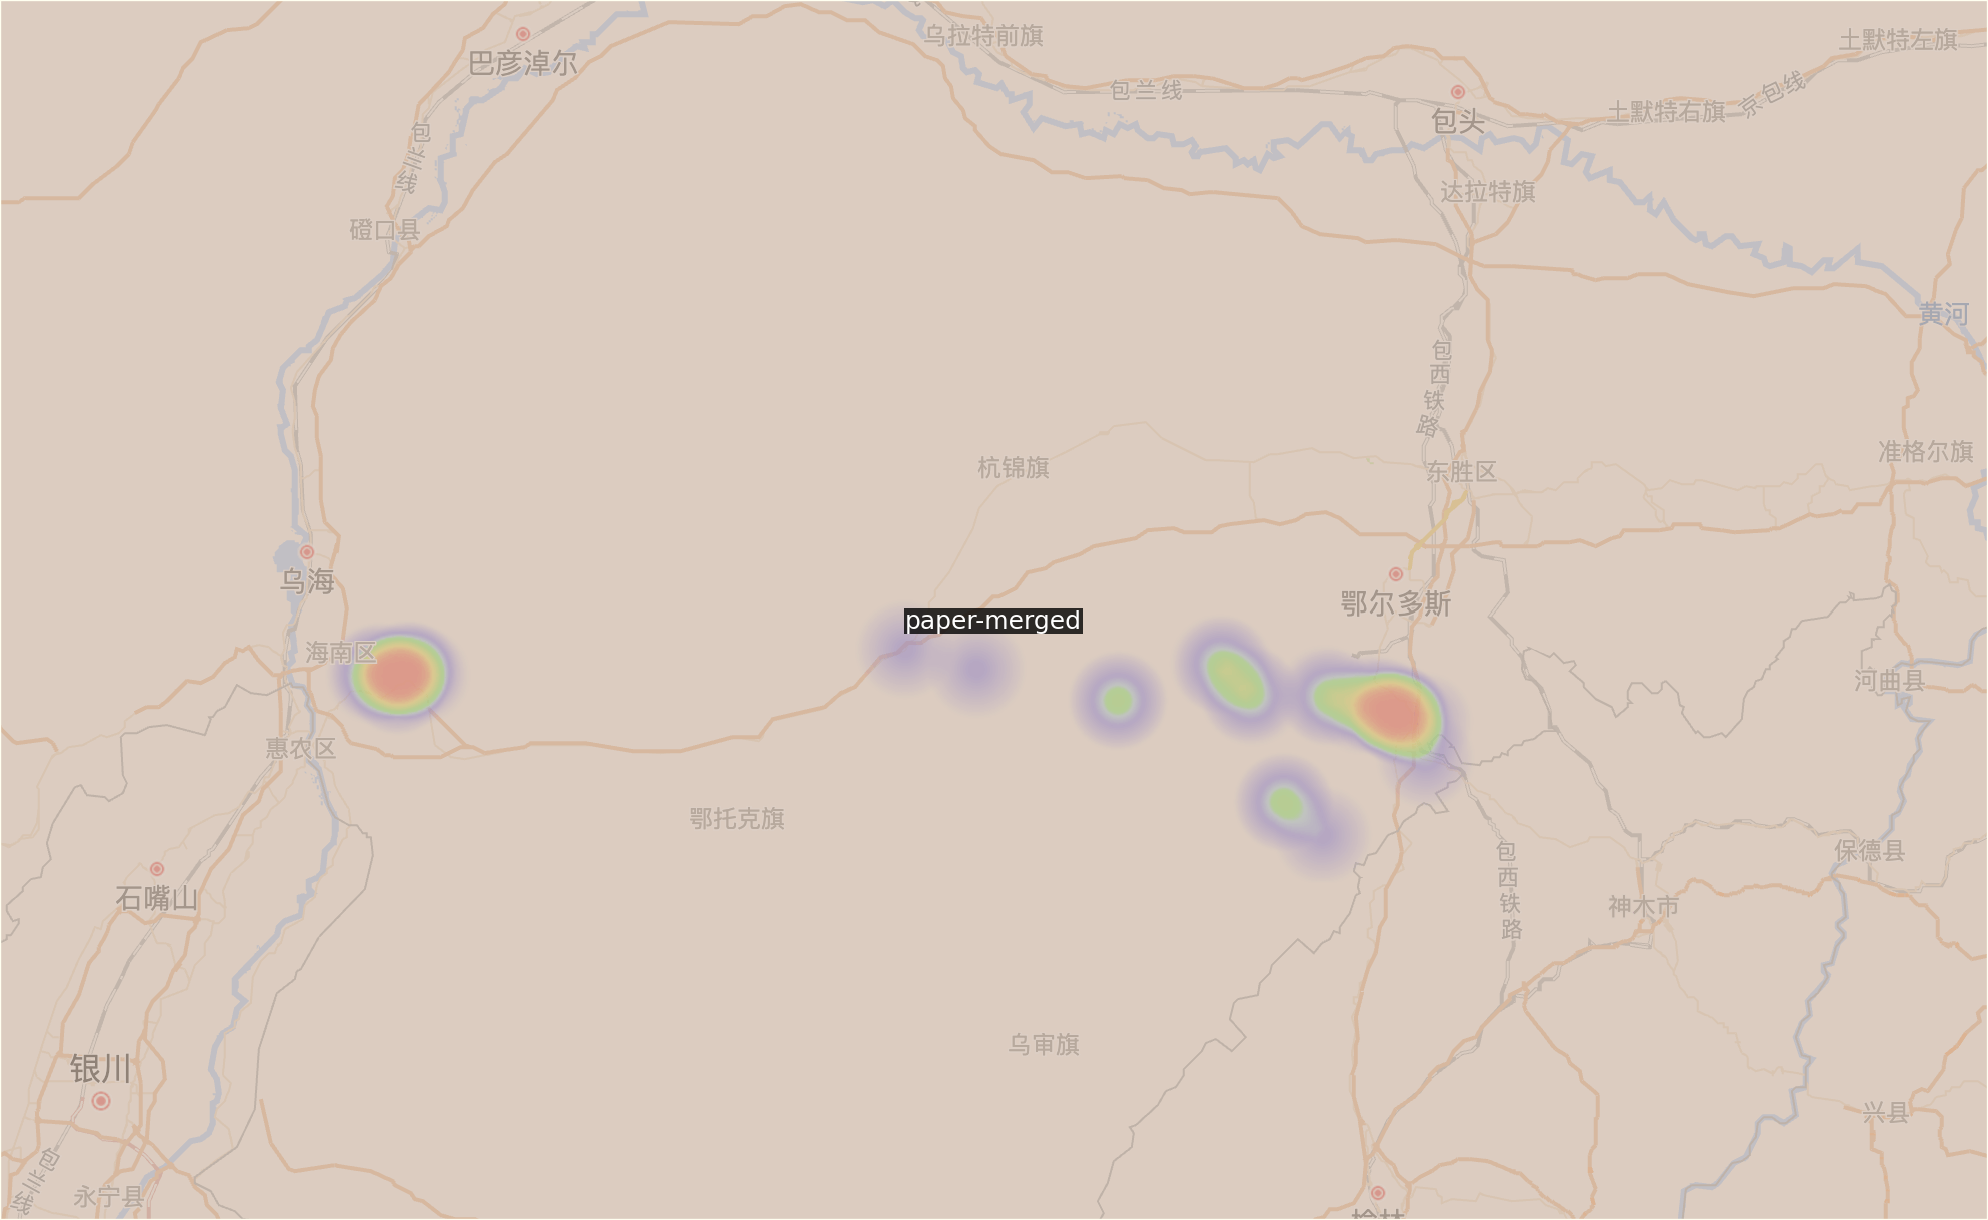 乌拉特前旗
土默特左旗
巴彦淖尔
包兰线
京包线
包头
土默特右旗
包兰线
达拉特旗
磴口县
黄河
包西铁路
准格尔旗
杭锦旗
东胜区
乌海
鄂尔多斯
paper-merged
海南区
河曲县
惠农区
鄂托克旗
包西铁路
保德县
石嘴山
神木市
乌审旗
银川
兴县
包兰线
永宁县
榆林